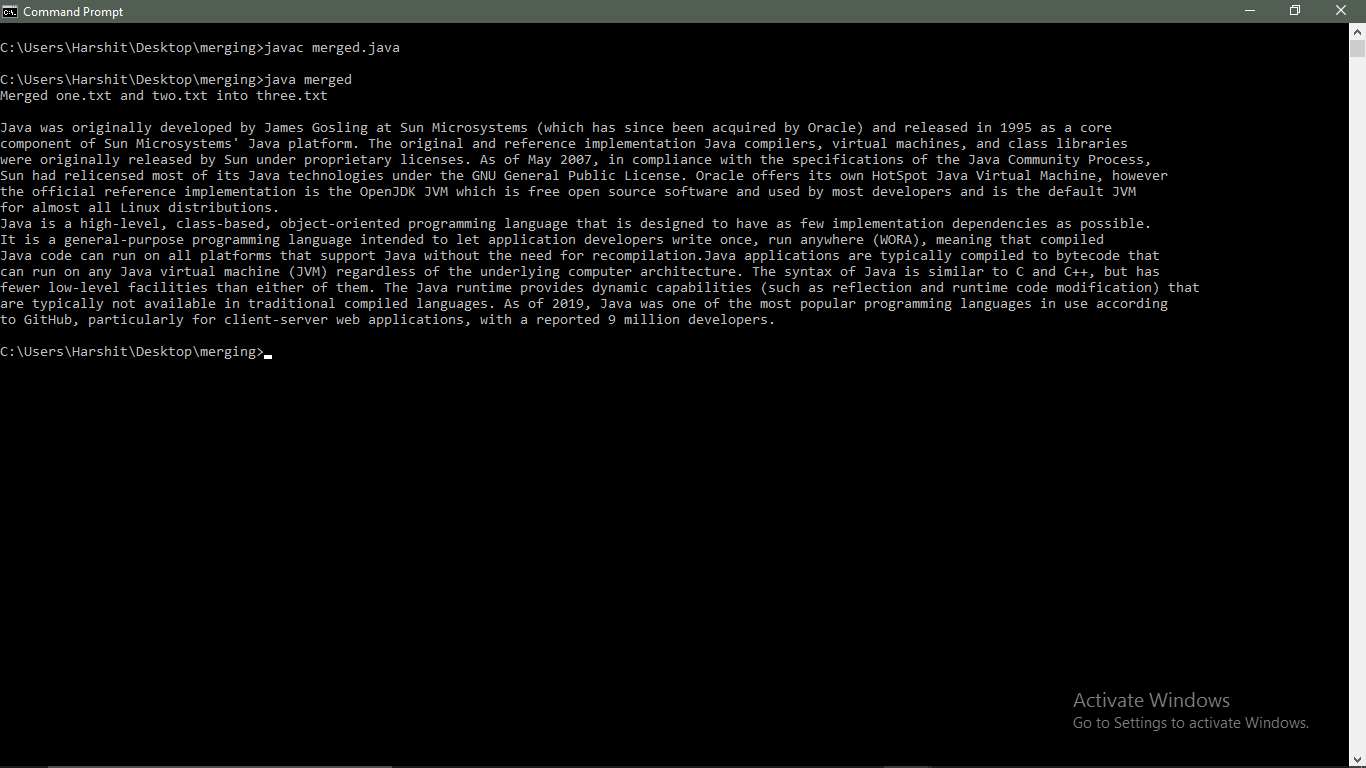 Command Prompt
C:\Users\Harshit\Desktop\merging>javac merged.java
C:\Users\Harshit\Desktop\merging>java merged
Merged one.txt and two.txt into three.txt
Java was originally developed by James Gosling at Sun Microsystems (which has since been acquired by Oracle) and released in 1995 as a core
component of Sun Microsystems' Java platform. The original and reference implementation Java compilers, virtual machines, and class libraries
were originally released by Sun under proprietary licenses. As of May 2007, in compliance with the specifications of the Java Community Process,
Sun had relicensed most of its Java technologies under the GNU General Public License. Oracle offers its own HotSpot Java Virtual Machine, however
the official reference implementation is the OpenJDK JVM which is free open source software and used by most developers and is the default JVM
for almost all Linux distributions.
Java is a high-level, class-based, object-oriented programming language that is designed to have as few implementation dependencies as possible.
It is a general-purpose programming language intended to let application developers write once, run anywhere (WORA), meaning that compiled
Java code can run on all platforms that support Java without the need for recompilation.Java applications are typically compiled to bytecode that
can run on any Java virtual machine (JVM) regardless of the underlying computer architecture. The syntax of Java is similar to C and C++, but has
fewer low-level facilities than either of them. The Java runtime provides dynamic capabilities (such as reflection and runtime code modification) that
are typically not available in traditional compiled languages. As of 2019, Java was one of the most popular programming languages in use according
to GitHub, particularly for client-server web applications, with a reported 9 million developers.
C:\Users\Harshit\Desktop\merging>
Activate Windows
Go to Settings to activate Windows.